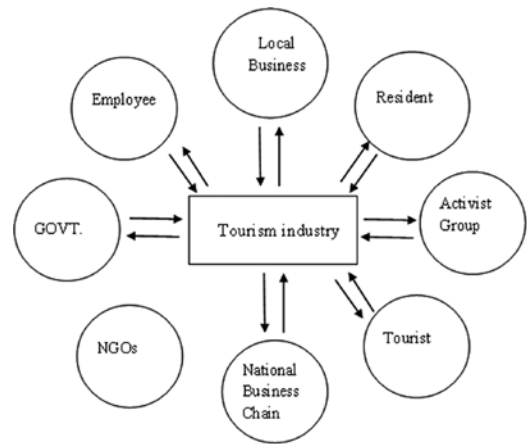 Local
Business
Employee
Resident
GOVT.
Tourism industry
Activist
Group
NGOs
National
Business
Chain
Tourist